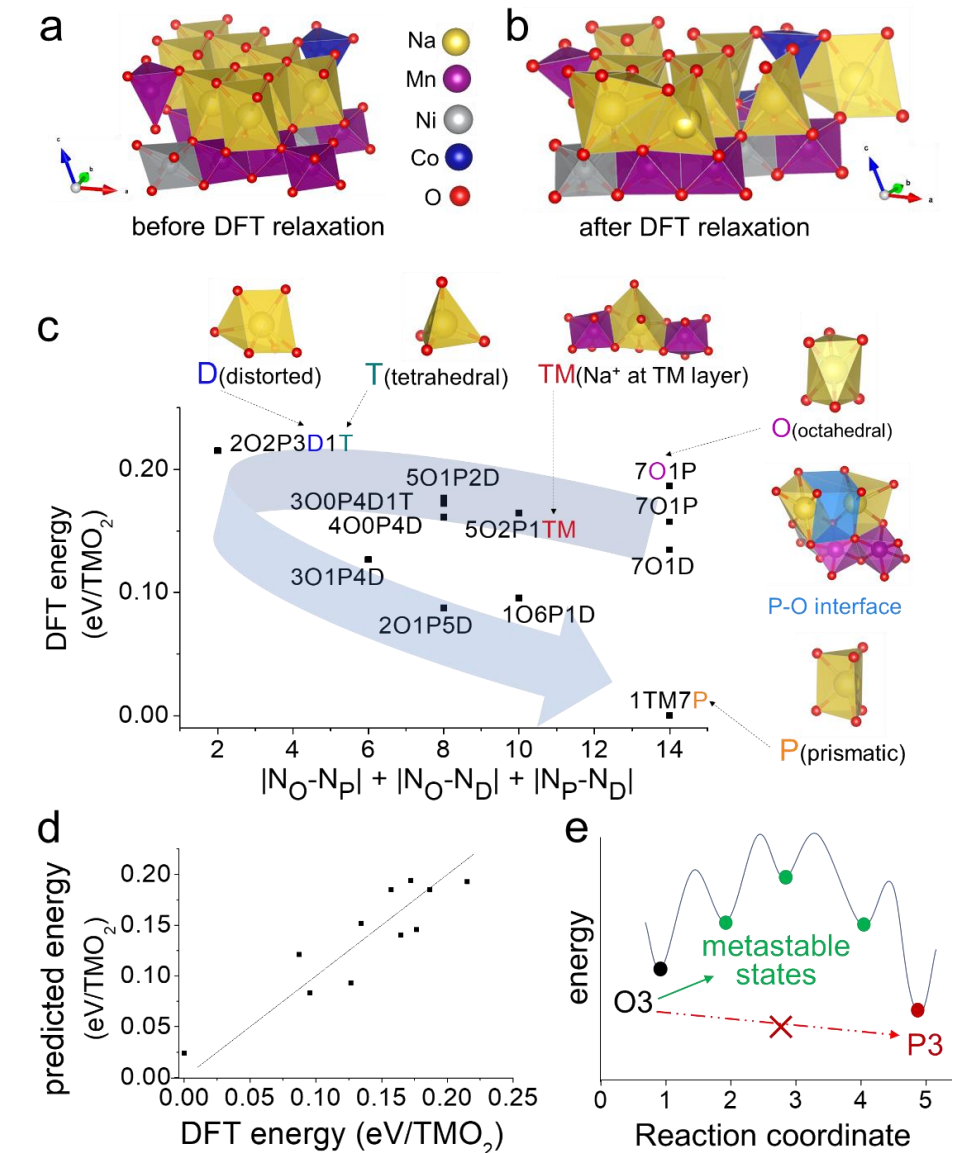 a
b
Na
Mn
Ni
Co
O
c
b
a
c
b
a
before DFT relaxation
after DFT relaxation
c
D(distorted)
T(tetrahedral)
TM(Na⁺ at TM layer)
O(octahedral)
P-O interface
P(prismatic)
DFT energy
(eV/TMO₂)
0.20
0.10
0.00
2O2P3D1T
5O1P2D
3O0P4D1T
4O0P4D
5O2P1TM
7O1P
7O1P
7O1D
3O1P4D
2O1P5D
1O6P1D
1TM7P
2 4 6 8 10 12 14
|N_O-N_P| + |N_O-N_D| + |N_P-N_D|
d
predicted energy
(eV/TMO₂)
0.20
0.15
0.10
0.05
0.00
0.00 0.05 0.10 0.15 0.20 0.25
DFT energy (eV/TMO₂)
e
energy
metastable
states
O3
P3
0 1 2 3 4 5
Reaction coordinate